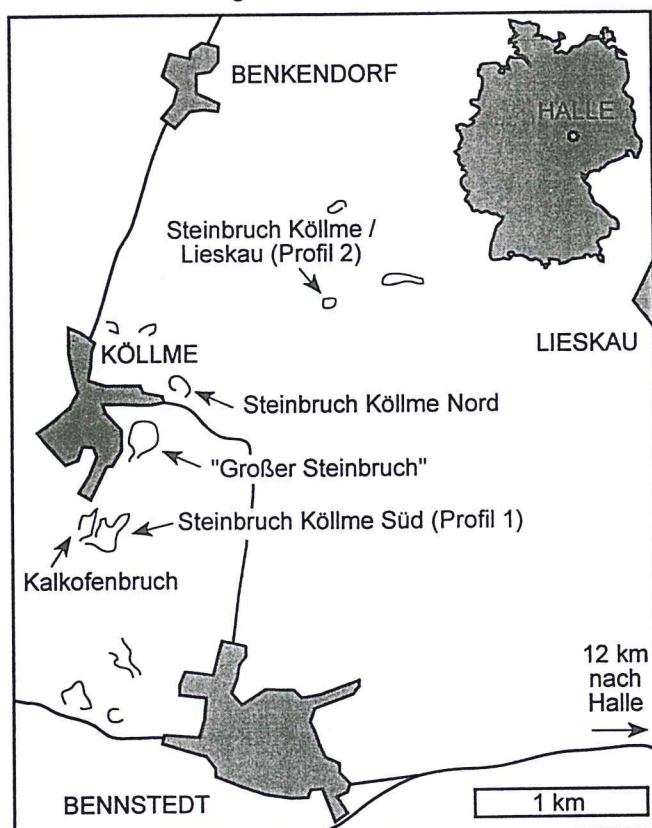 BENKENDORF
HALLE
Steinbruch Köllme /
Lieskau (Profil 2)
LIESKAU
KÖLLME
Steinbruch Köllme Nord
"Großer Steinbruch"
Steinbruch Köllme Süd (Profil 1)
Kalkofenbruch
12 km
nach
Halle
BENNSTEDT
1 km